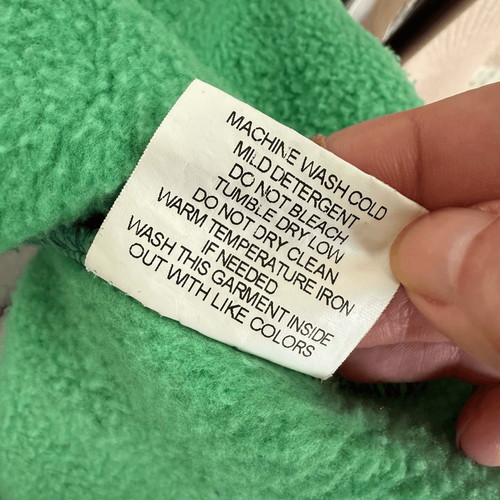 MACHINE WASH COLD
MILD DETERGENT
DO NOT BLEACH
TUMBLE DRY LOW
DO NOT DRY CLEAN
WARM TEMPERATURE IRON
IF NEEDED
WASH THIS GARMENT INSIDE
OUT WITH LIKE COLORS